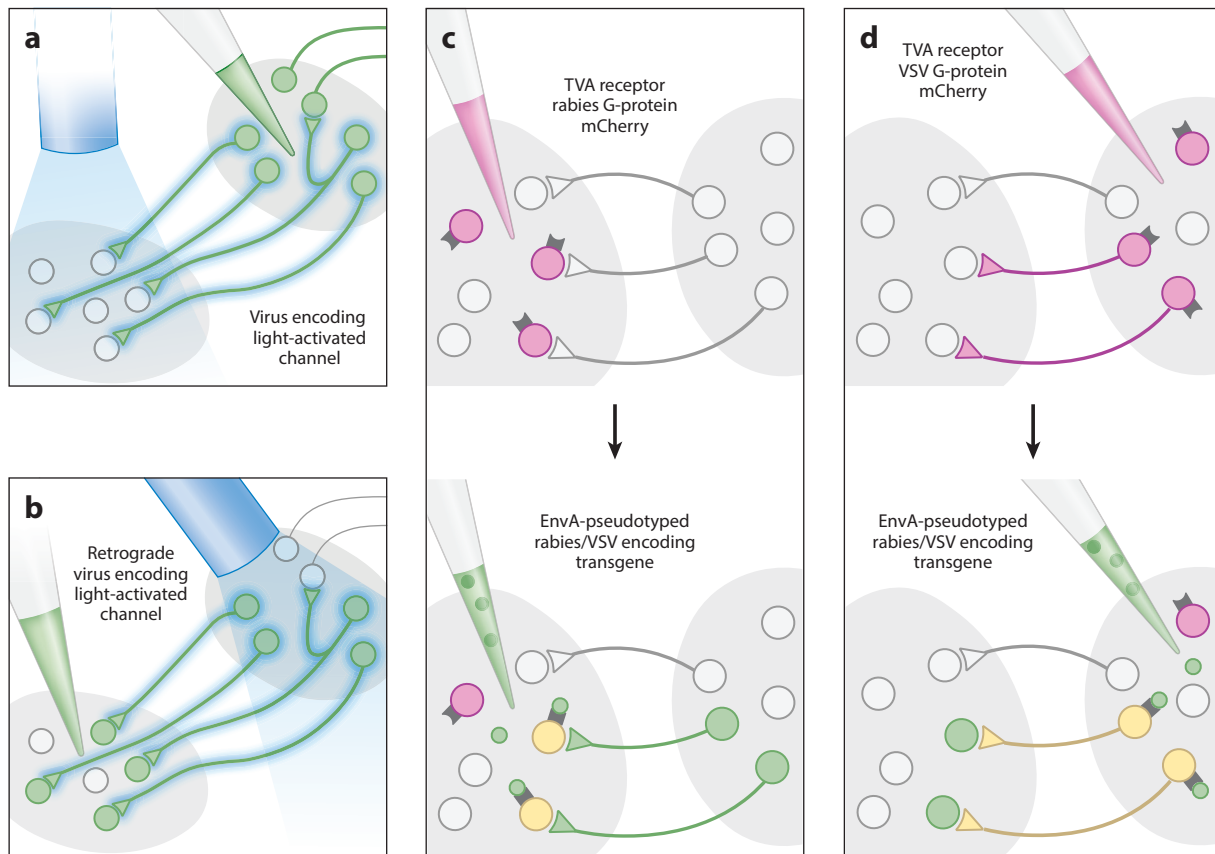 a
Virus encoding
light-activated
channel
b
Retrograde
virus encoding
light-activated
channel
c
TVA receptor
rabies G-protein
mCherry
EnvA-pseudotyped
rabies/VSV encoding
transgene
d
TVA receptor
VSV G-protein
mCherry
EnvA-pseudotyped
rabies/VSV encoding
transgene